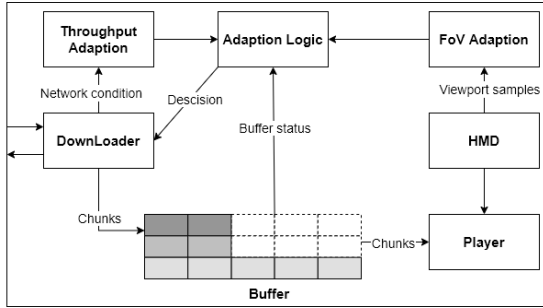 Throughput
Adaption
Adaption Logic
FoV Adaption
Network condition
Descision
Viewport samples
Buffer status
DownLoader
HMD
Chunks
Chunks
Player
Buffer